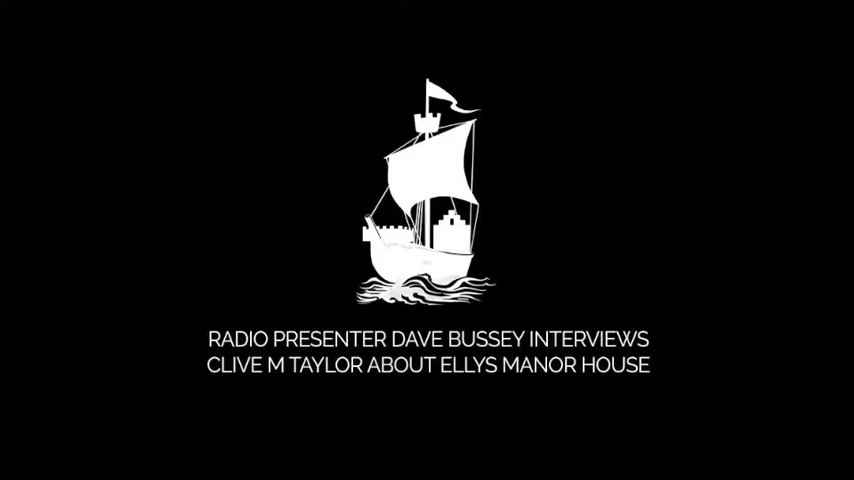 RADIO PRESENTER DAVE BUSSEY INTERVIEWS
CLIVE M TAYLOR ABOUT ELLYS MANOR HOUSE